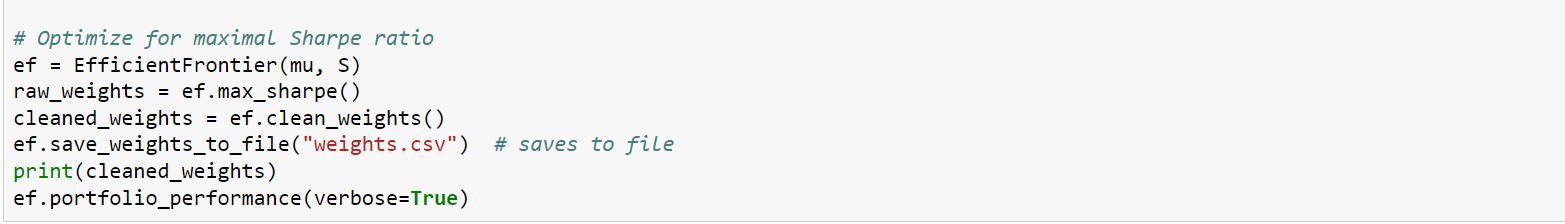 # Optimize for maximal Sharpe ratio
ef = EfficientFrontier(mu, S)
raw_weights = ef.max_sharpe()
cleaned_weights = ef.clean_weights()
ef.save_weights_to_file("weights.csv")  # saves to file
print(cleaned_weights)
ef.portfolio_performance(verbose=True)